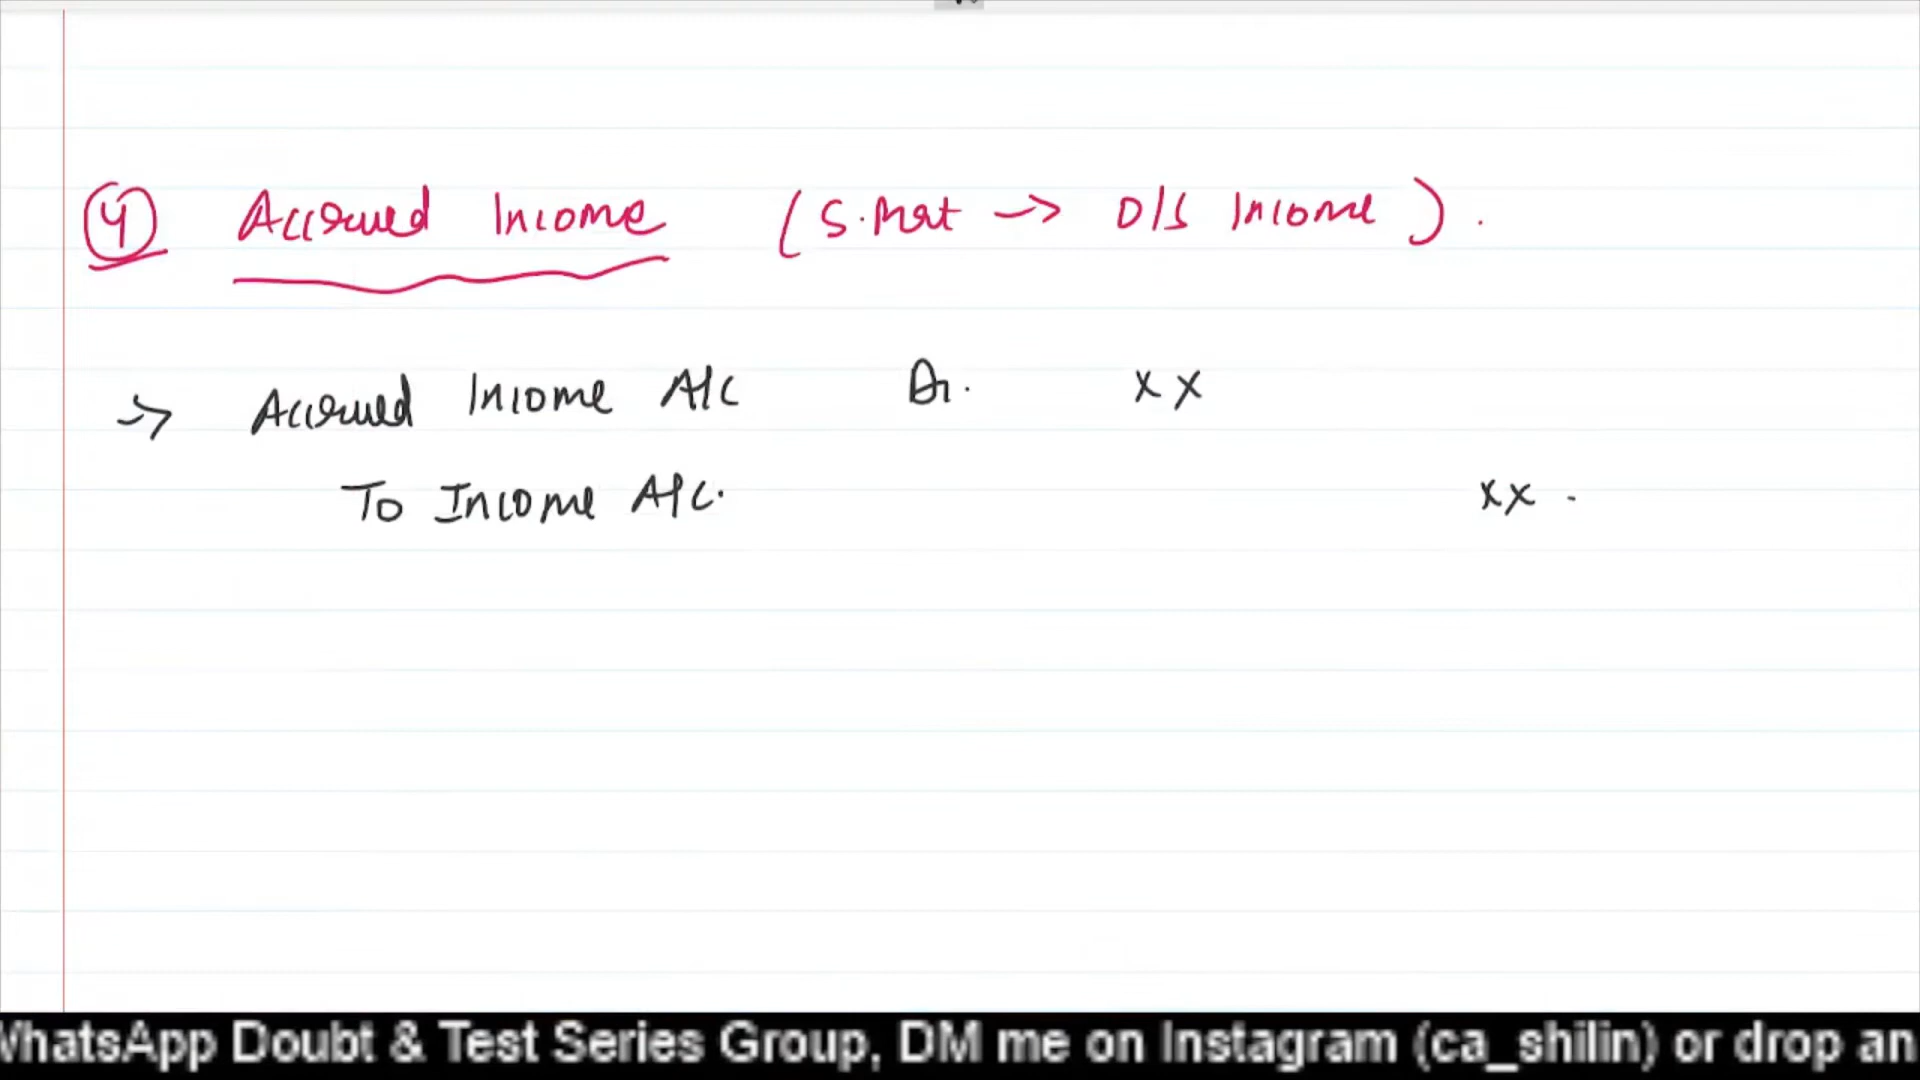 4 Accrued Income (S.Mat → O/S Income).
→ Accrued Income A/C Dr. xx
To Income A/C. xx.
WhatsApp Doubt & Test Series Group, DM me on Instagram (ca_shilin) or drop an